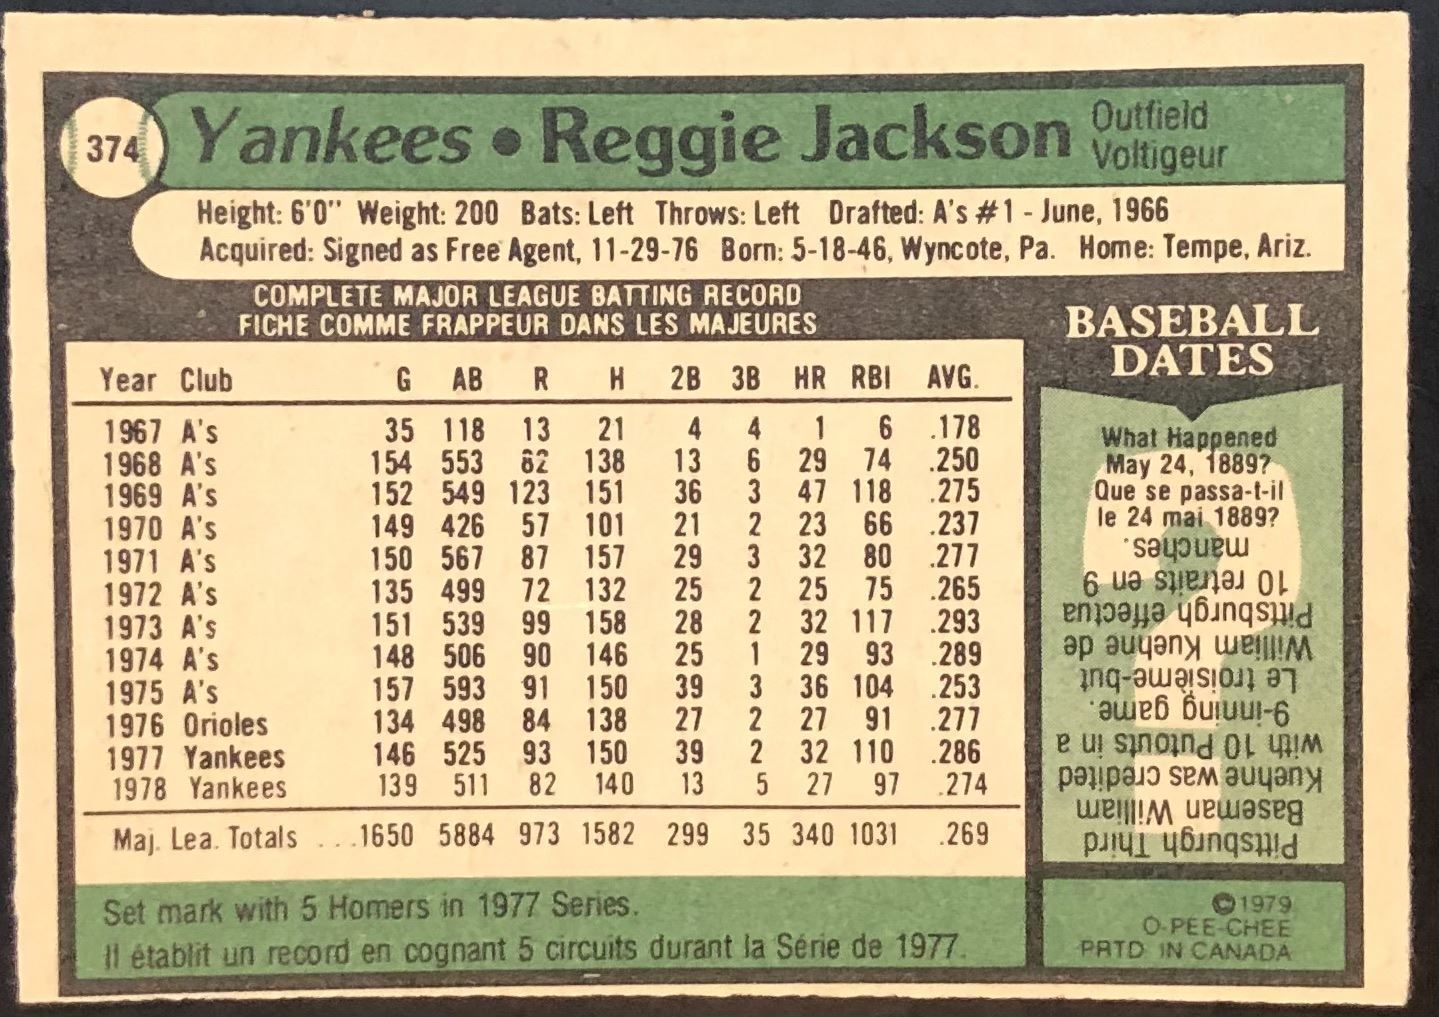 374
Yankees • Reggie Jackson
Outfield
Voltigeur
Height: 6'0" Weight: 200 Bats: Left Throws: Left Drafted: A's #1 - June, 1966
Acquired: Signed as Free Agent, 11-29-76 Born: 5-18-46, Wyncote, Pa. Home: Tempe, Ariz.
COMPLETE MAJOR LEAGUE BATTING RECORD
FICHE COMME FRAPPEUR DANS LES MAJEURES
Year Club G AB R H 2B 3B HR RBI AVG.
1967 A's 35 118 13 21 4 4 1 6 .178
1968 A's 154 553 82 138 13 6 29 74 .250
1969 A's 152 549 123 151 36 3 47 118 .275
1970 A's 149 426 57 101 21 2 23 66 .237
1971 A's 150 567 87 157 29 3 32 80 .277
1972 A's 135 499 72 132 25 2 25 75 .265
1973 A's 151 539 99 158 28 2 32 117 .293
1974 A's 148 506 90 146 25 1 29 93 .289
1975 A's 157 593 91 150 39 3 36 104 .253
1976 Orioles 134 498 84 138 27 2 27 91 .277
1977 Yankees 146 525 93 150 39 2 32 110 .286
1978 Yankees 139 511 82 140 13 5 27 97 .274
Maj. Lea. Totals ...1650 5884 973 1582 299 35 340 1031 .269
Set mark with 5 Homers in 1977 Series.
Il établit un record en cognant 5 circuits durant la Série de 1977.
BASEBALL
DATES
What Happened
May 24, 1889?
Que se passa-t-il
le 24 mai 1889?
Pittsburgh Third
Baseman William
Kuehne was credited
with 10 Putouts in a
9-inning game.
Le troisième-but
William Kuehne de
Pittsburgh effectua
10 retraits en 9
manches.
©1979
O-PEE-CHEE
PRTD IN CANADA